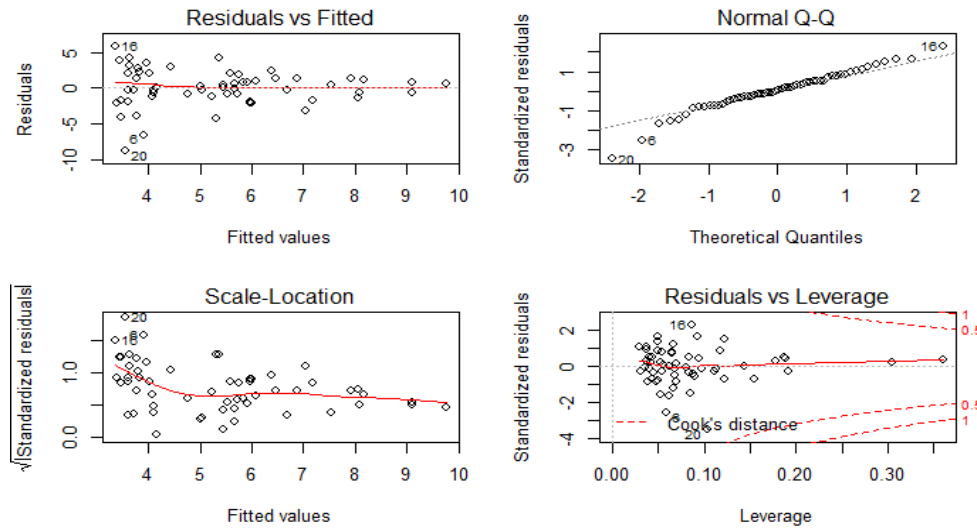 Residuals vs Fitted
Residuals
5
0
-5
-10
16
6
20
4 5 6 7 8 9 10
Fitted values
Normal Q-Q
Standardized residuals
1
-1
-3
16
6
20
-2 -1 0 1 2
Theoretical Quantiles
Scale-Location
√|Standardized residuals|
1.0
0.0
20
6
16
4 5 6 7 8 9 10
Fitted values
Residuals vs Leverage
Standardized residuals
2
0
-2
-4
16
6
20
Cook's distance
1
0.5
0.5
1
0.00 0.10 0.20 0.30
Leverage